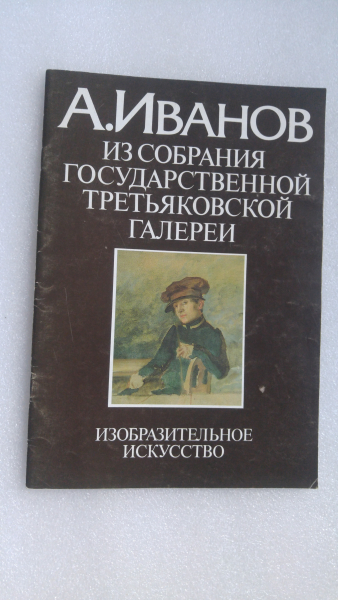 А.ИВАНОВ
ИЗ СОБРАНИЯ
ГОСУДАРСТВЕННОЙ
ТРЕТЬЯКОВСКОЙ
ГАЛЕРЕИ
ИЗОБРАЗИТЕЛЬНОЕ
ИСКУССТВО